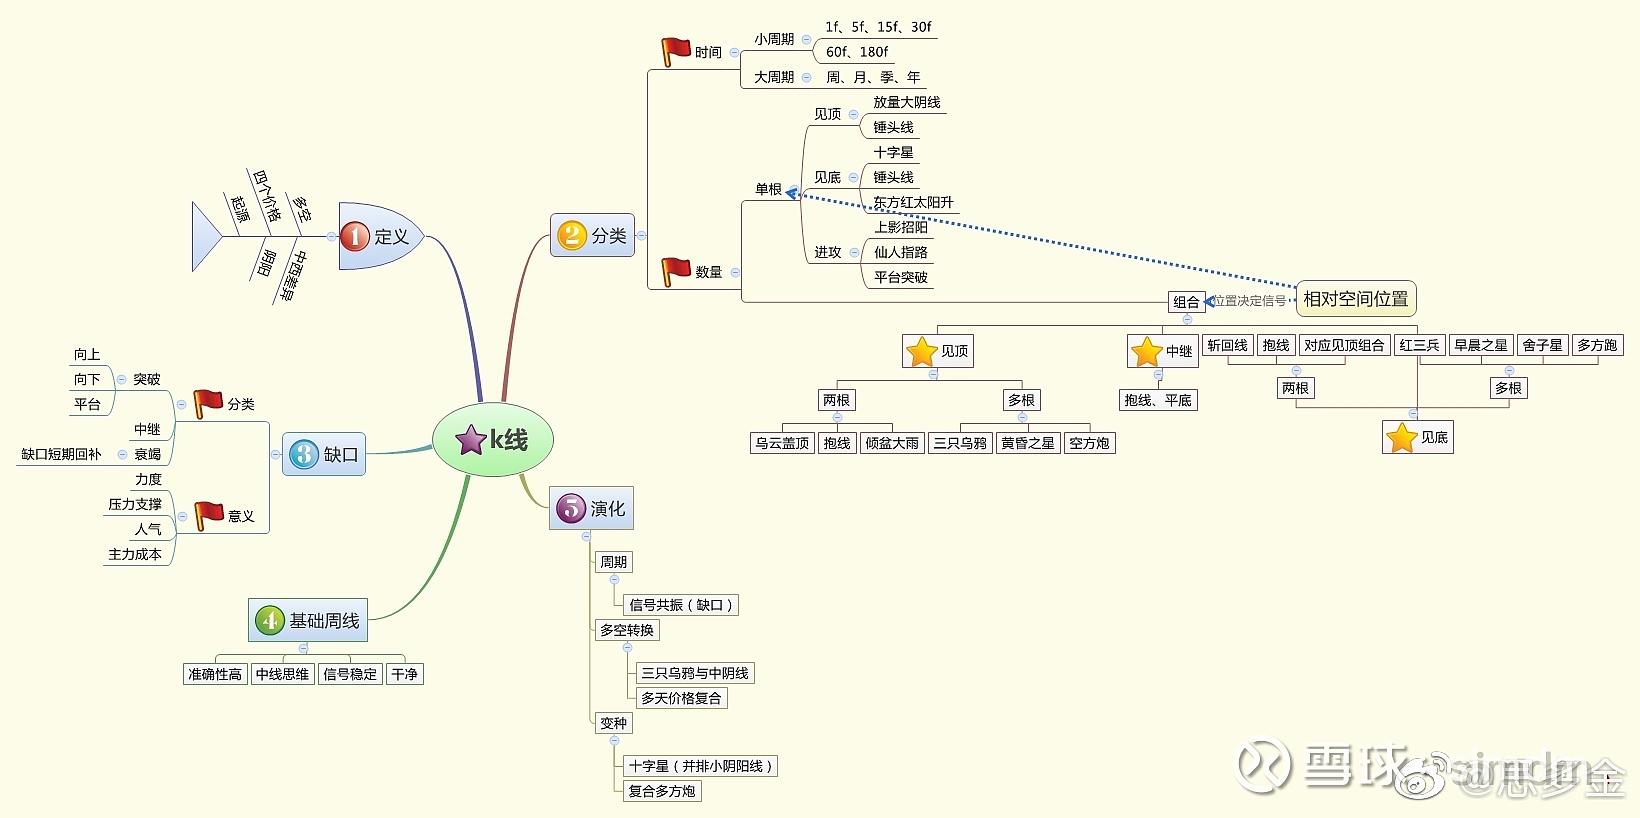 k线
1 定义
多空
四个价格
起源
阴阳
中西差异
2 分类
时间
小周期
1f、5f、15f、30f
60f、180f
大周期
周、月、季、年
数量
单根
见顶
放量大阴线
锤头线
见底
十字星
锤头线
东方红太阳升
进攻
上影招阳
仙人指路
平台突破
组合
位置决定信号
相对空间位置
见顶
两根
乌云盖顶
抱线
倾盆大雨
多根
三只乌鸦
黄昏之星
空方炮
中继
抱线、平底
斩回线
抱线
对应见顶组合
红三兵
早晨之星
舍子星
多方跑
两根
多根
见底
3 缺口
分类
突破
向上
向下
平台
中继
衰竭
缺口短期回补
意义
力度
压力支撑
人气
主力成本
4 基础周线
准确性高
中线思维
信号稳定
干净
5 演化
周期
信号共振（缺口）
多空转换
三只乌鸦与中阴线
多天价格复合
变种
十字星（并排小阴阳线）
复合多方炮
雪球